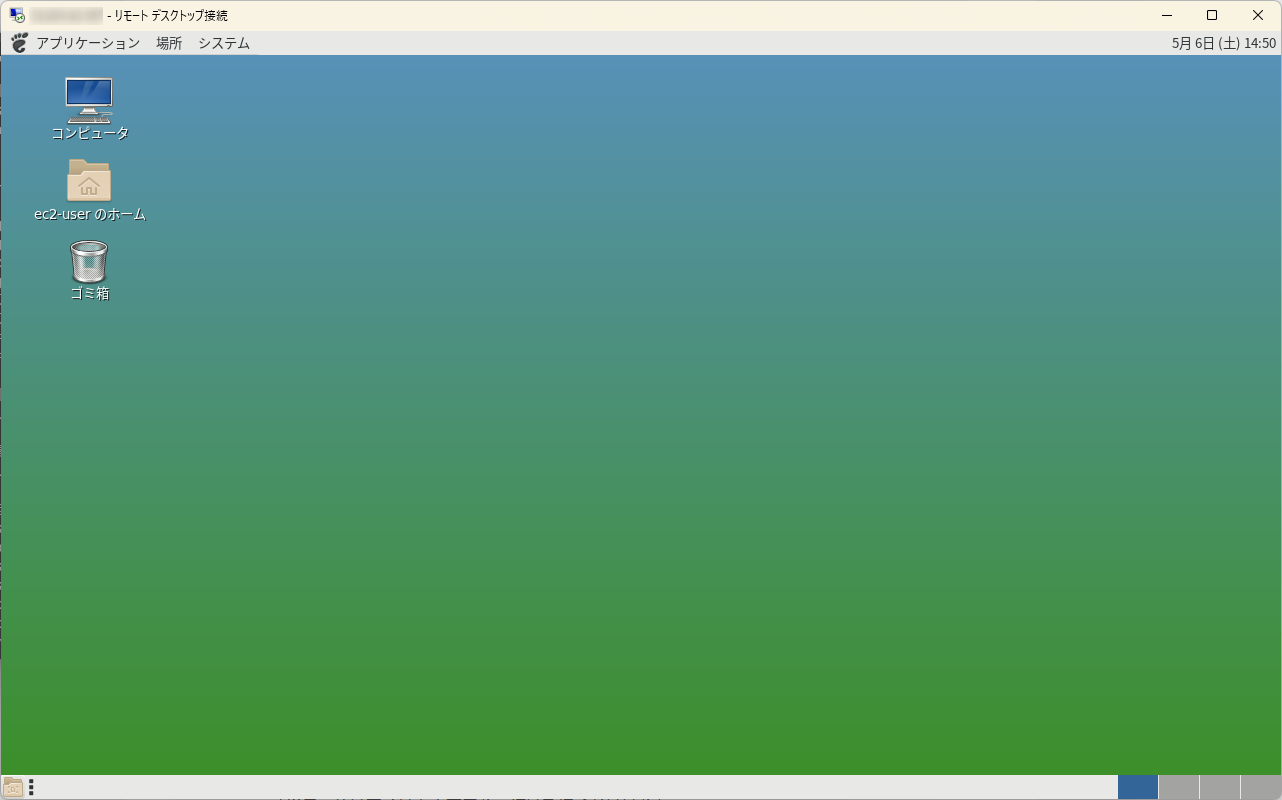 - リモート デスクトップ接続
アプリケーション 場所 システム 5月 6日 (土) 14:50
コンピュータ
ec2-user のホーム
ゴミ箱